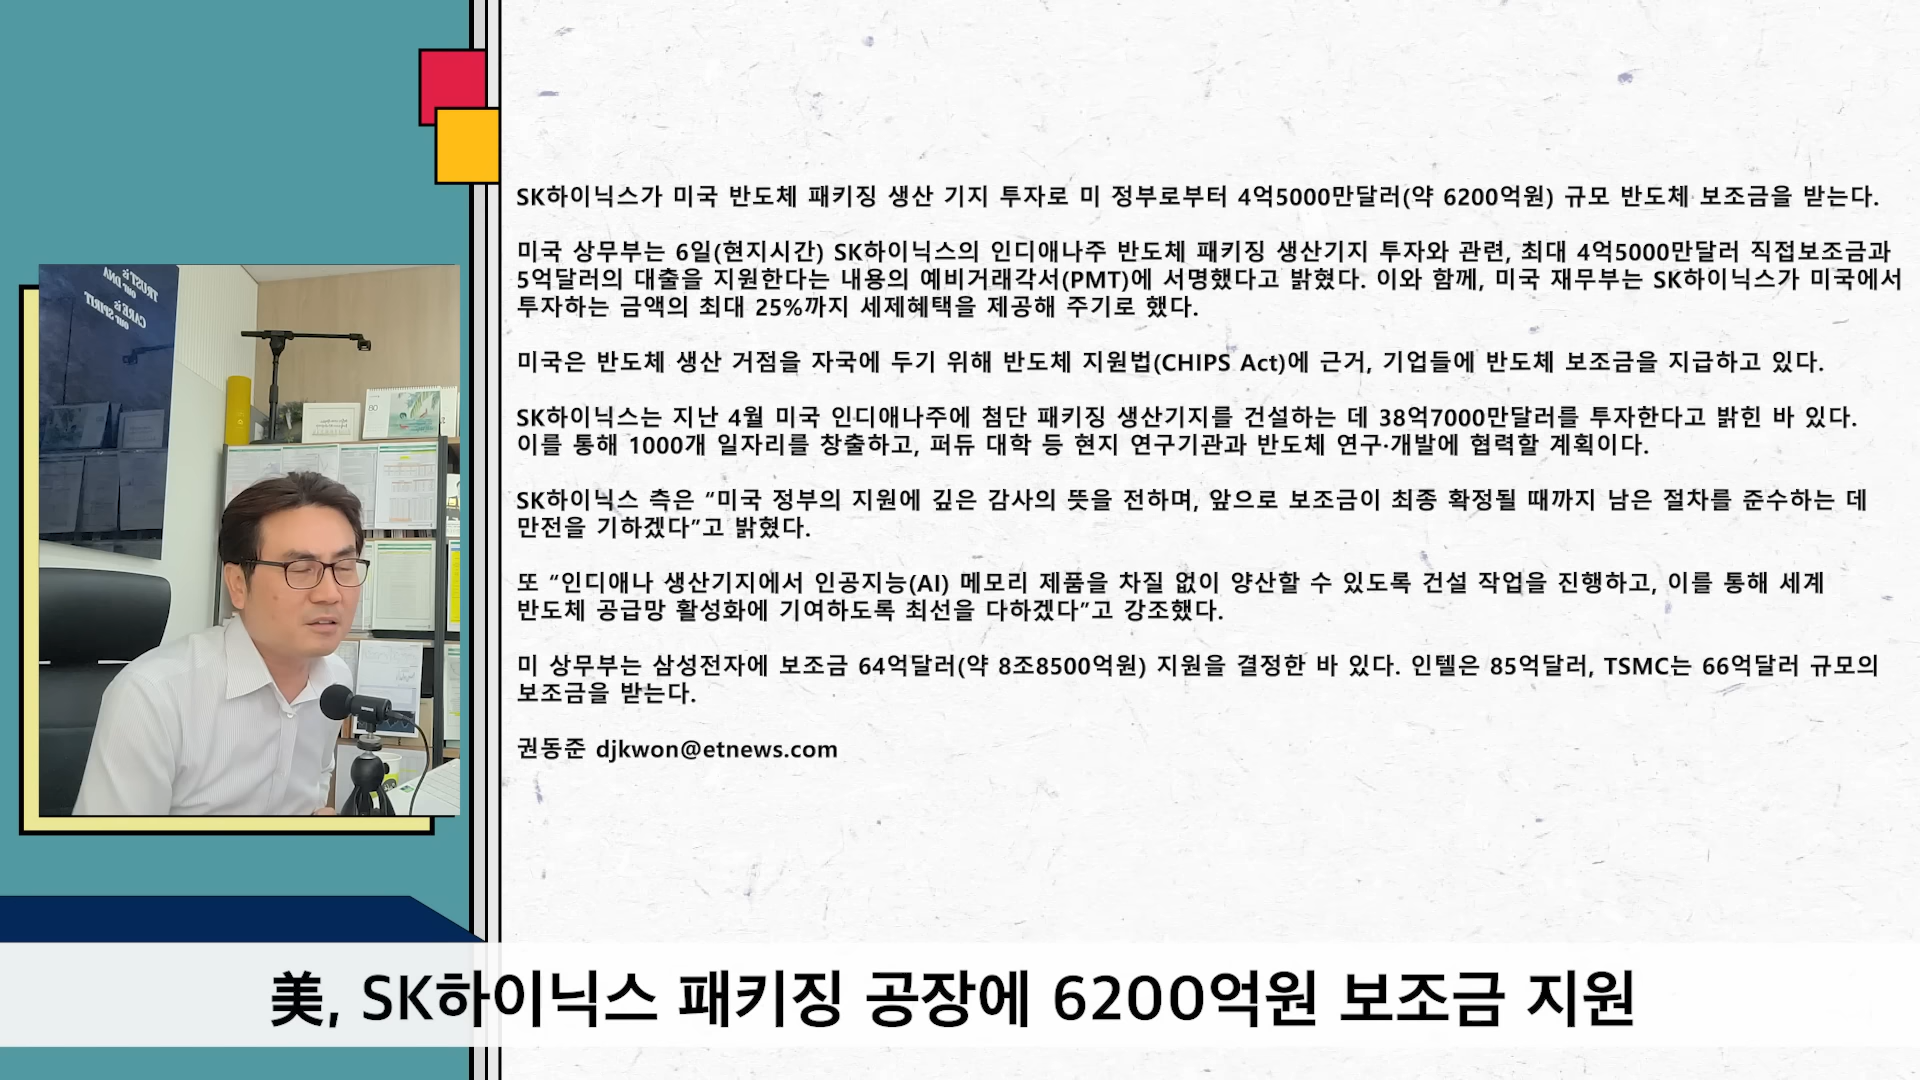 SK하이닉스가 미국 반도체 패키징 생산 기지 투자로 미 정부로부터 4억5000만달러(약 6200억원) 규모 반도체 보조금을 받는다.
미국 상무부는 6일(현지시간) SK하이닉스의 인디애나주 반도체 패키징 생산기지 투자와 관련, 최대 4억5000만달러 직접보조금과
5억달러의 대출을 지원한다는 내용의 예비거래각서(PMT)에 서명했다고 밝혔다. 이와 함께, 미국 재무부는 SK하이닉스가 미국에서
투자하는 금액의 최대 25%까지 세제혜택을 제공해 주기로 했다.
미국은 반도체 생산 거점을 자국에 두기 위해 반도체 지원법(CHIPS Act)에 근거, 기업들에 반도체 보조금을 지급하고 있다.
SK하이닉스는 지난 4월 미국 인디애나주에 첨단 패키징 생산기지를 건설하는 데 38억7000만달러를 투자한다고 밝힌 바 있다.
이를 통해 1000개 일자리를 창출하고, 퍼듀 대학 등 현지 연구기관과 반도체 연구·개발에 협력할 계획이다.
SK하이닉스 측은 “미국 정부의 지원에 깊은 감사의 뜻을 전하며, 앞으로 보조금이 최종 확정될 때까지 남은 절차를 준수하는 데
만전을 기하겠다”고 밝혔다.
또 “인디애나 생산기지에서 인공지능(AI) 메모리 제품을 차질 없이 양산할 수 있도록 건설 작업을 진행하고, 이를 통해 세계
반도체 공급망 활성화에 기여하도록 최선을 다하겠다”고 강조했다.
미 상무부는 삼성전자에 보조금 64억달러(약 8조8500억원) 지원을 결정한 바 있다. 인텔은 85억달러, TSMC는 66억달러 규모의
보조금을 받는다.
권동준 djkwon@etnews.com
TRUST is
our DNA
CARE is
our SPIRIT
美, SK하이닉스 패키징 공장에 6200억원 보조금 지원